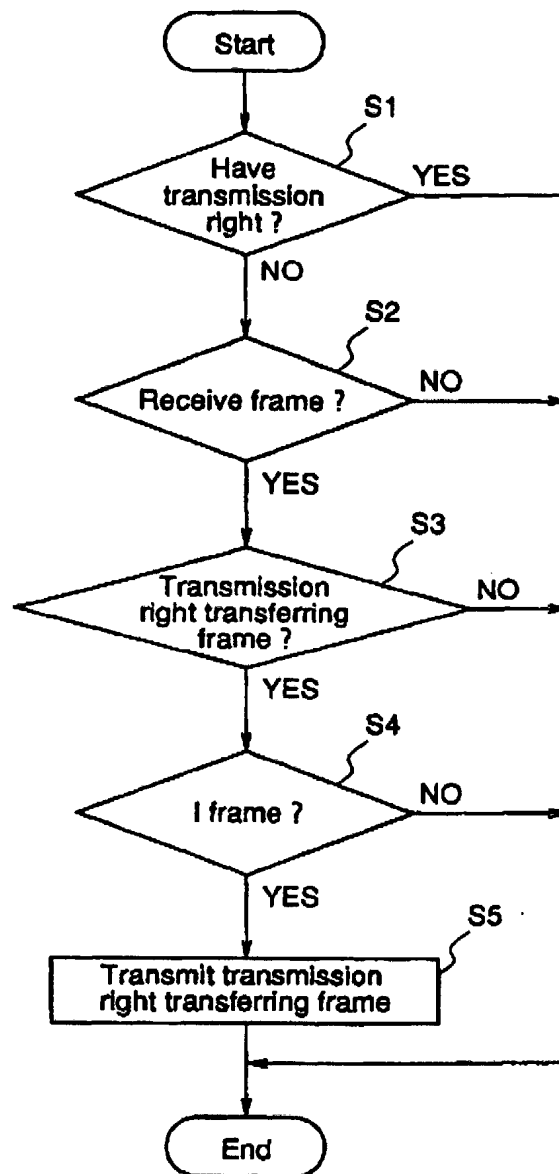 Start
S1
Have
transmission
right ?
YES
NO
S2
Receive frame ?
NO
YES
S3
Transmission
right transferring
frame ?
NO
YES
S4
I frame ?
NO
YES
S5
Transmit transmission
right transferring frame
End